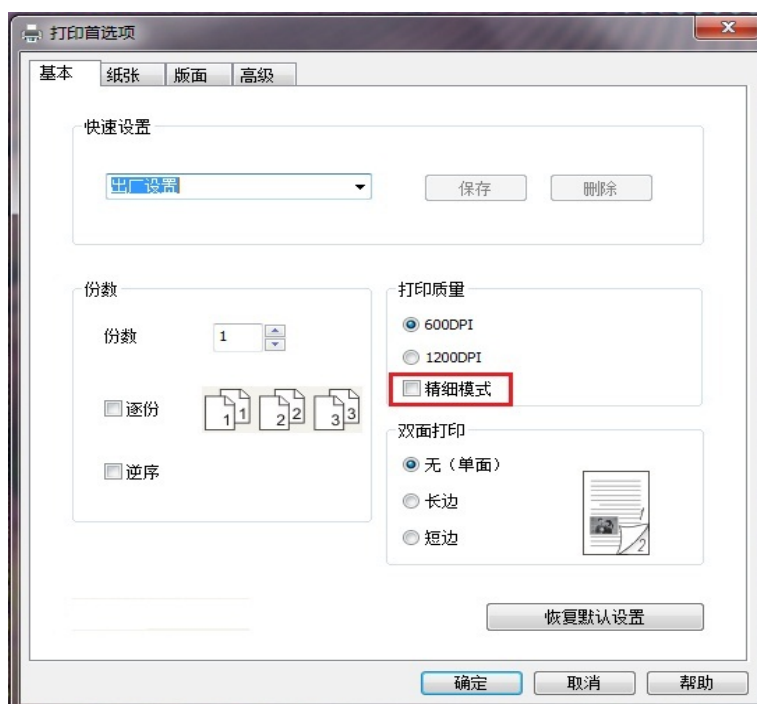 打印首选项
基本 纸张 版面 高级
快速设置
出厂设置 保存 删除
份数
份数 1
逐份 1 1 2 2 3 3
逆序
打印质量
600DPI
1200DPI
精细模式
双面打印
无（单面）
长边
短边
1
2
恢复默认设置
确定 取消 帮助